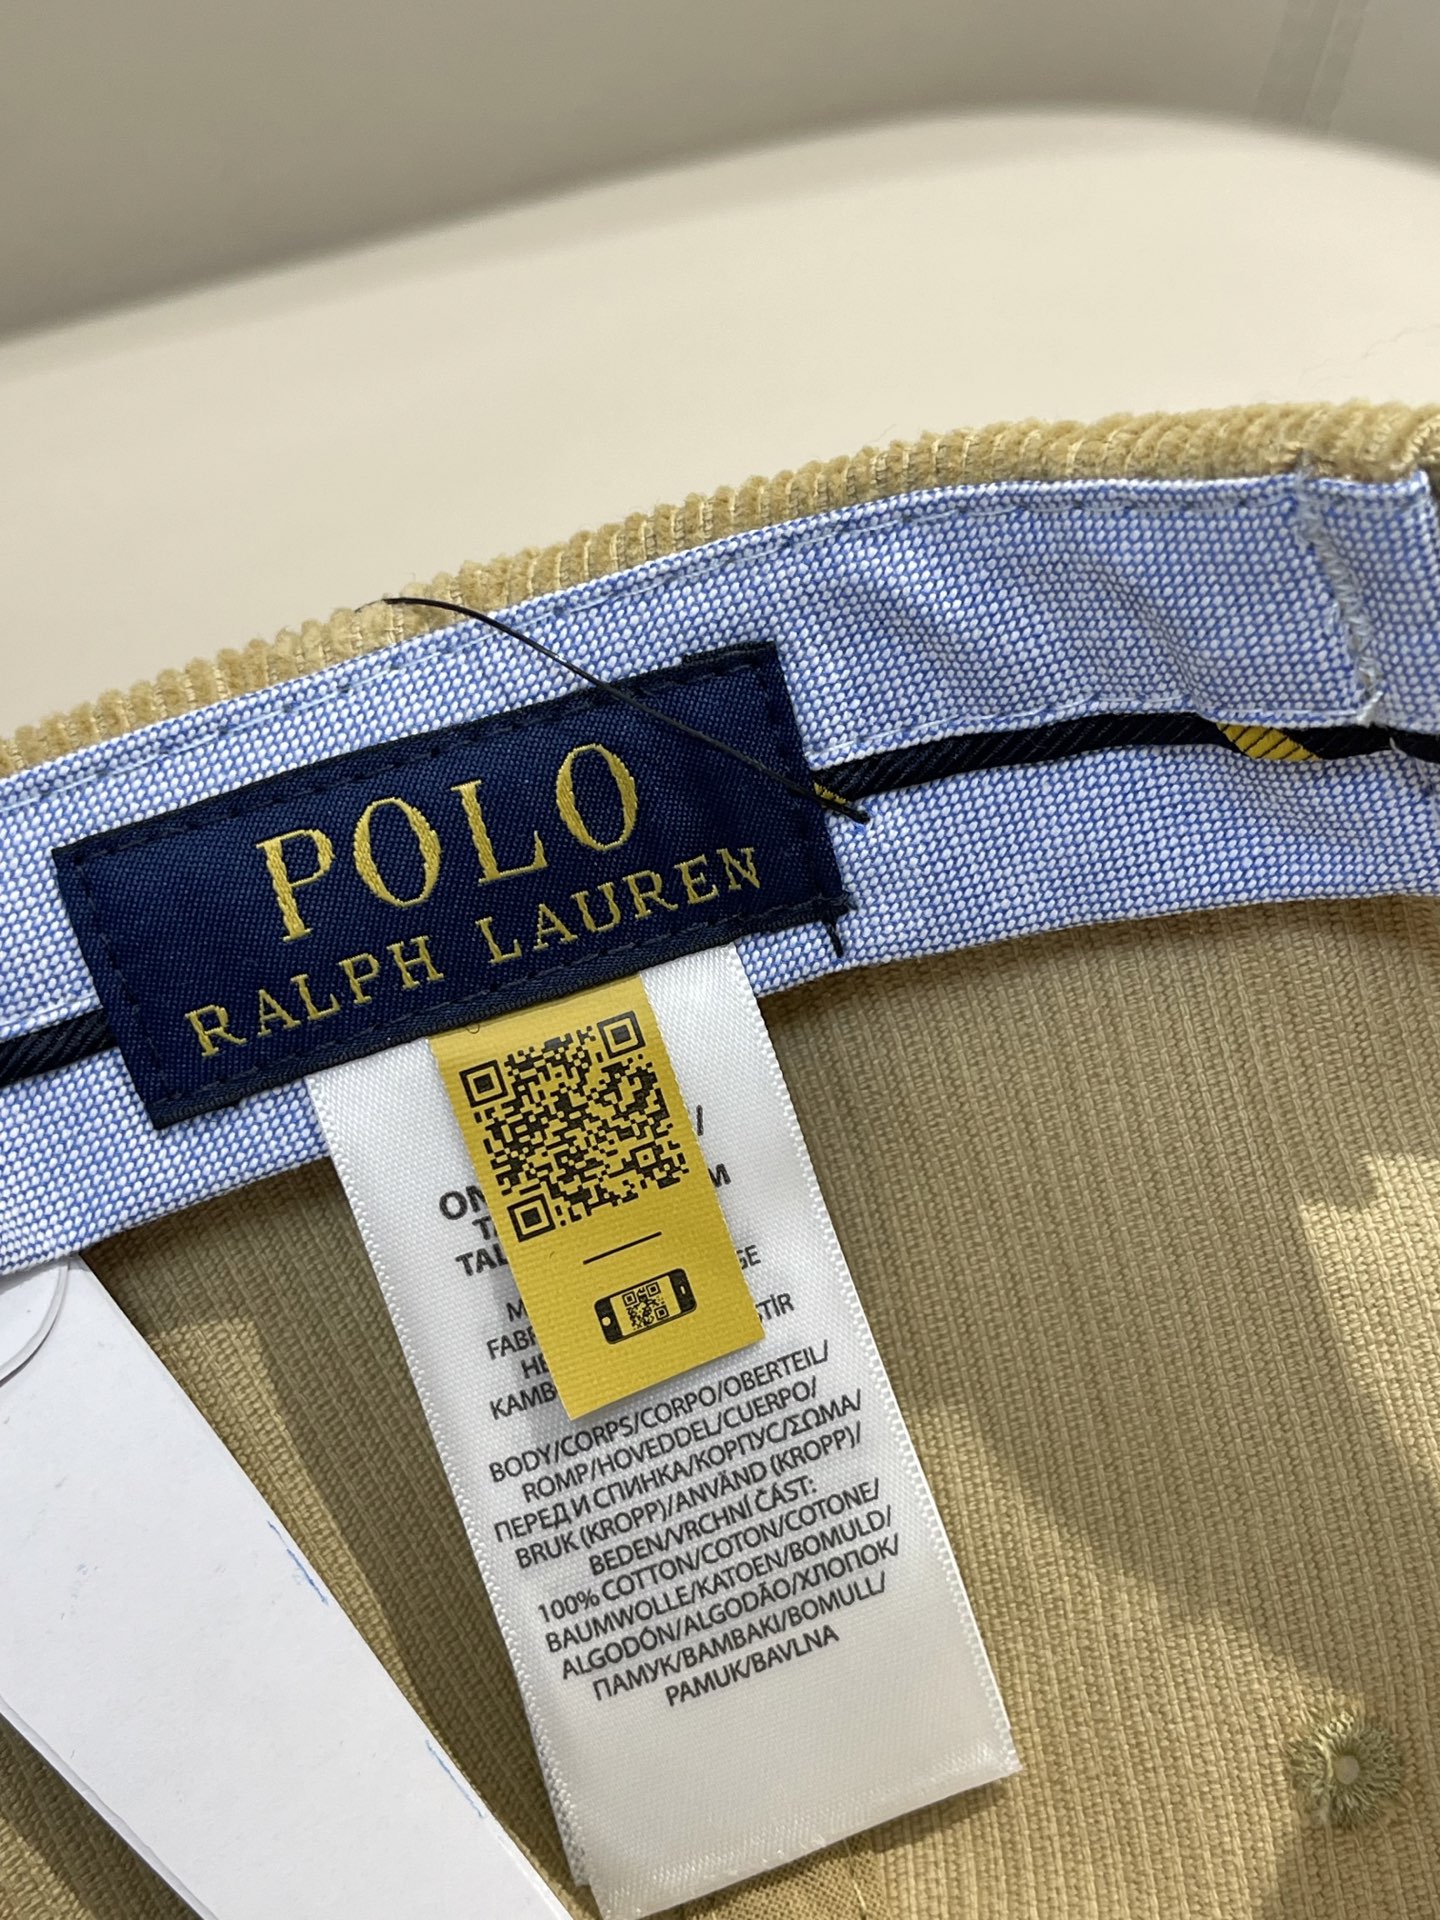 POLO
RALPH LAUREN
BODY/CORPS/CORPO/OBERTEIL/
ROMP/HOVEDDEL/CUERPO/
ПЕРЕД И СПИНКА/КОРПУС/ΣΩΜΑ/
BRUK (KROPP)/ANVÄND (KROPP)/
BEDEN/VRCHNÍ ČÁST:
100% COTTON/COTON/COTONE/
BAUMWOLLE/KATOEN/BOMULD/
ALGODÓN/ALGODÃO/ХЛОПОК/
ПАМУК/ΒΑΜΒΑΚΙ/BOMULL/
PAMUK/BAVLNA